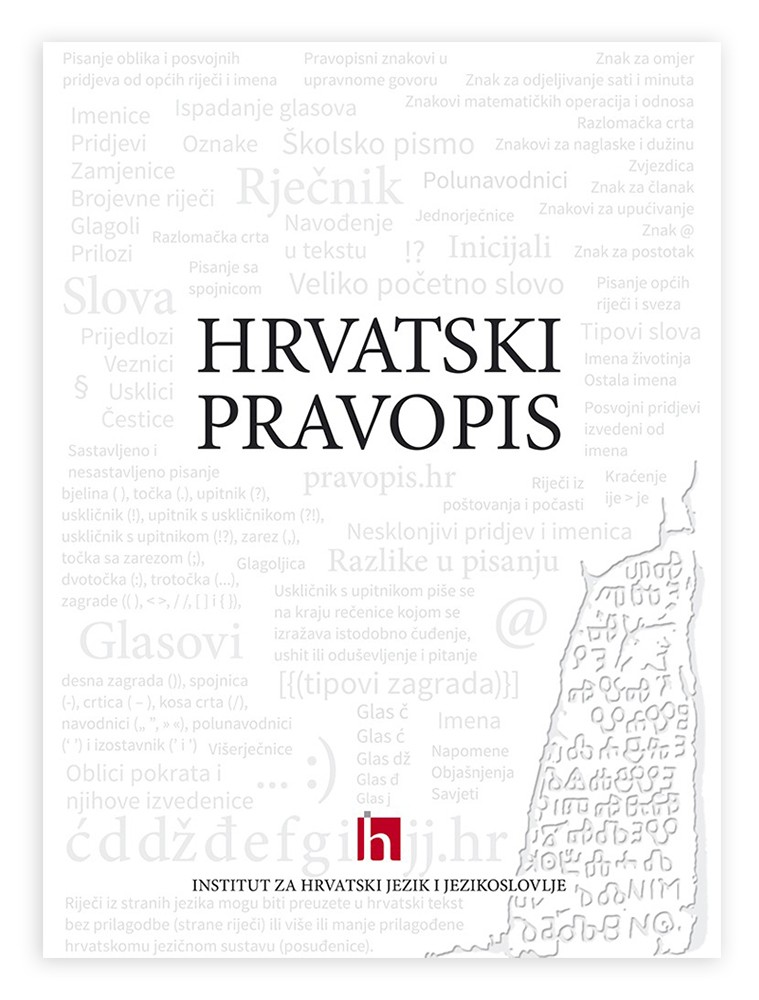 Pisanje oblika i posvojnih
pridjeva od općih riječi i imena
Pravopisni znakovi u
upravnome govoru
Znak za omjer
Znak za odjeljivanje sati i minuta
Znakovi matematičkih operacija i odnosa
Razlomačka crta
Znakovi za naglaske i dužinu
Zvjezdica
Znak za članak
Znakovi za upućivanje
Znak @
Znak za postotak
Imenice
Pridjevi
Zamjenice
Brojevne riječi
Glagoli
Prilozi
Ispadanje glasova
Oznake
Školsko pismo
Rječnik
Polunavodnici
Navođenje
u tekstu
Jednorječnice
Razlomačka crta
!?
Inicijali
Pisanje sa
spojnicom
Veliko početno slovo
Pisanje općih
riječi i sveza
Slova
HRVATSKI
PRAVOPIS
Prijedlozi
Veznici
§
Usklici
Čestice
Tipovi slova
Imena životinja
Ostala imena
Posvojni pridjevi
izvedeni od
imena
Sastavljeno i
nesastavljeno pisanje
bjelina ( ), točka (.), upitnik (?),
uskličnik (!), upitnik s uskličnikom (?!),
uskličnik s upitnikom (!?), zarez (,),
točka sa zarezom (;),
dvotočka (:), trotočka (...),
zagrade (( ), < >, / /, [ ] i { }),
pravopis.hr
Riječi iz
poštovanja i počasti
Kraćenje
ije > je
Nesklonjivi pridjev i imenica
Glagoljica
Razlike u pisanju
Uskličnik s upitnikom piše se
na kraju rečenice kojom se
izražava istodobno čuđenje,
ushit ili oduševljenje i pitanje
@
Glasovi
desna zagrada ()), spojnica
(-), crtica ( – ), kosa crta (/),
navodnici („ ”, » «), polunavodnici
(‘ ’) i izostavnik (’ i ')
[{(tipovi zagrada)}]
Glas č
Glas ć
Glas dž
Glas đ
Glas j
Imena
Višerječnice
Napomene
Objašnjenja
Savjeti
Oblici pokrata i
njihove izvedenice
... :)
ć d dž đ e f g i
h
jj.hr
INSTITUT ZA HRVATSKI JEZIK I JEZIKOSLOVLJE
Riječi iz stranih jezika mogu biti preuzete u hrvatski tekst
bez prilagodbe (strane riječi) ili više ili manje prilagođene
hrvatskomu jezičnom sustavu (posuđenice).